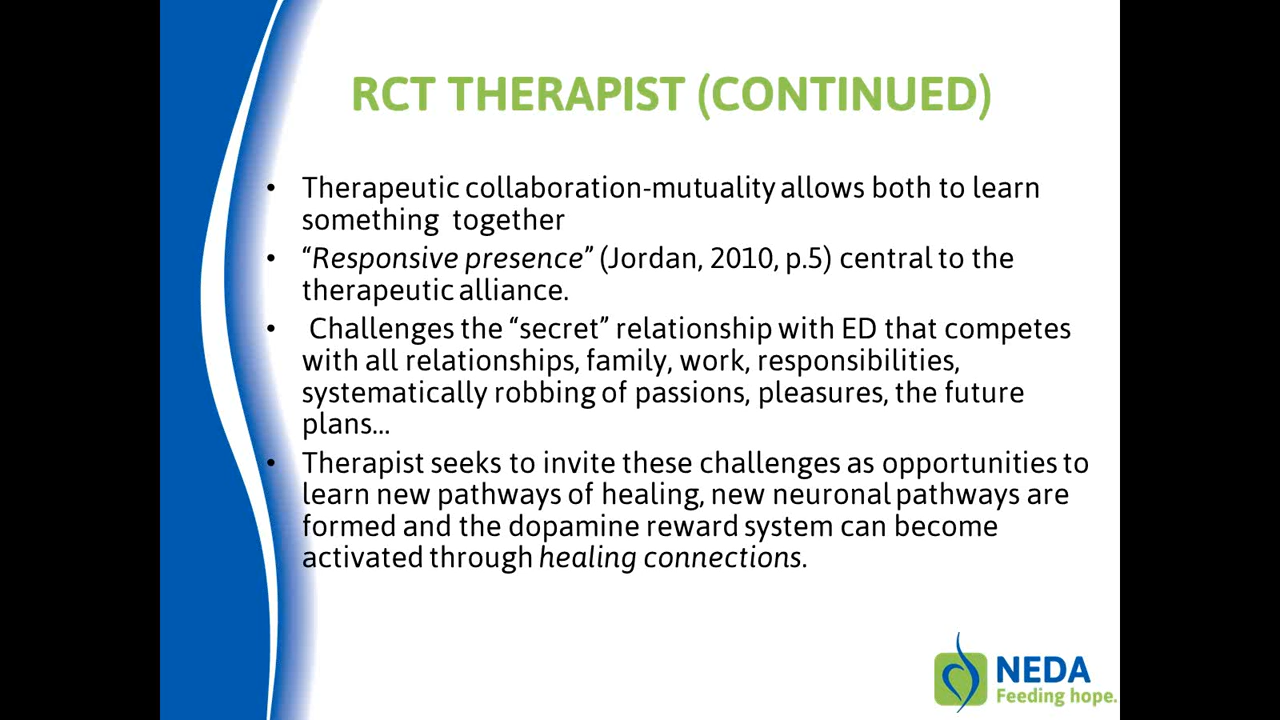 RCT THERAPIST (CONTINUED)
• Therapeutic collaboration-mutuality allows both to learn
something  together
• “Responsive presence” (Jordan, 2010, p.5) central to the
therapeutic alliance.
•  Challenges the “secret” relationship with ED that competes
with all relationships, family, work, responsibilities,
systematically robbing of passions, pleasures, the future
plans…
• Therapist seeks to invite these challenges as opportunities to
learn new pathways of healing, new neuronal pathways are
formed and the dopamine reward system can become
activated through healing connections.
NEDA
Feeding hope.